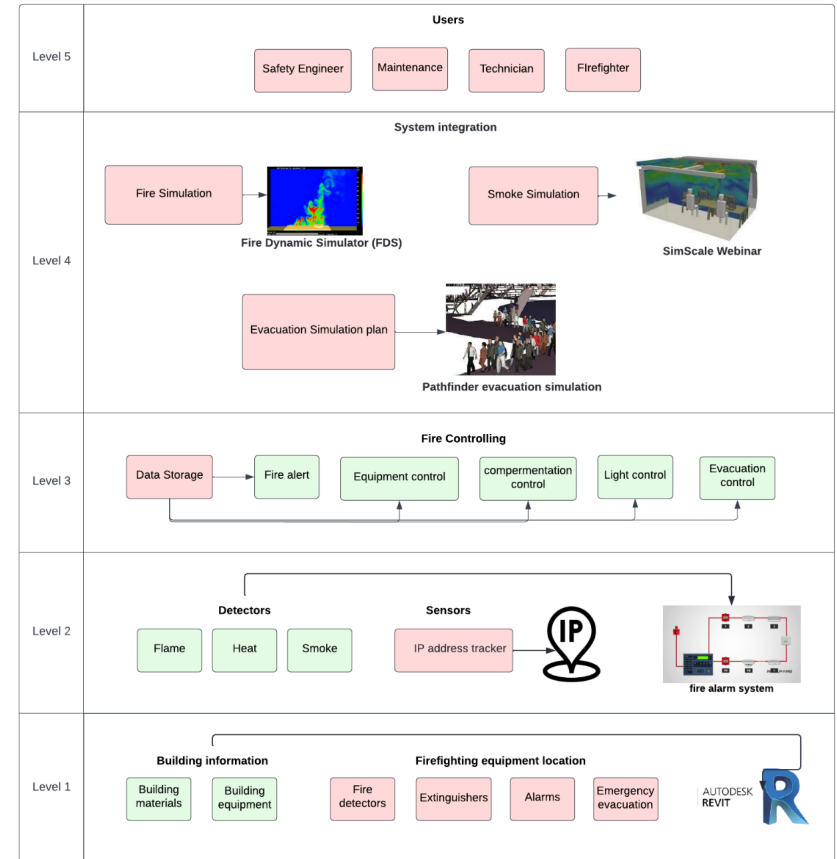 Users
Level 5
Safety Engineer
Maintenance
Technician
FIrefighter
System integration
Fire Simulation
Smoke Simulation
Fire Dynamic Simulator (FDS)
SimScale Webinar
Level 4
Evacuation Simulation plan
Pathfinder evacuation simulation
Fire Controlling
Level 3
Data Storage
Fire alert
Equipment control
compermentation
control
Light control
Evacuation
control
Level 2
Detectors
Sensors
Flame
Heat
Smoke
IP address tracker
IP
fire alarm system
Level 1
Building information
Firefighting equipment location
Building
materials
Building
equipment
Fire
detectors
Extinguishers
Alarms
Emergency
evacuation
AUTODESK
REVIT
R